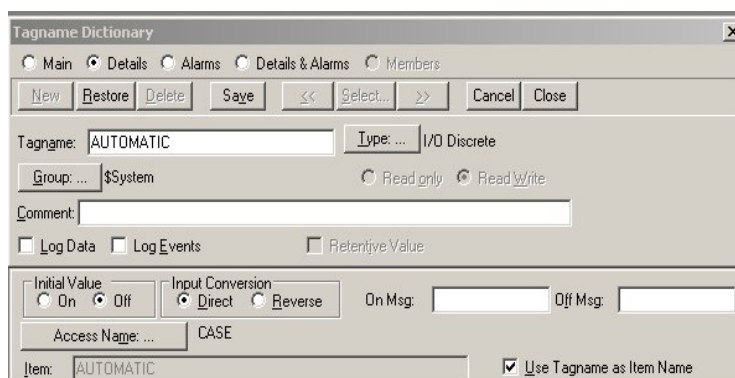 Tagname Dictionary
Main Details Alarms Details & Alarms Members
New Restore Delete Save << Select... >> Cancel Close
Tagname: AUTOMATIC Type: ... I/O Discrete
Group: ... $System Read only Read Write
Comment:
Log Data Log Events Retentive Value
Initial Value Input Conversion
On Off Direct Reverse On Msg: Off Msg:
Access Name: ... CASE
Item: AUTOMATIC Use Tagname as Item Name